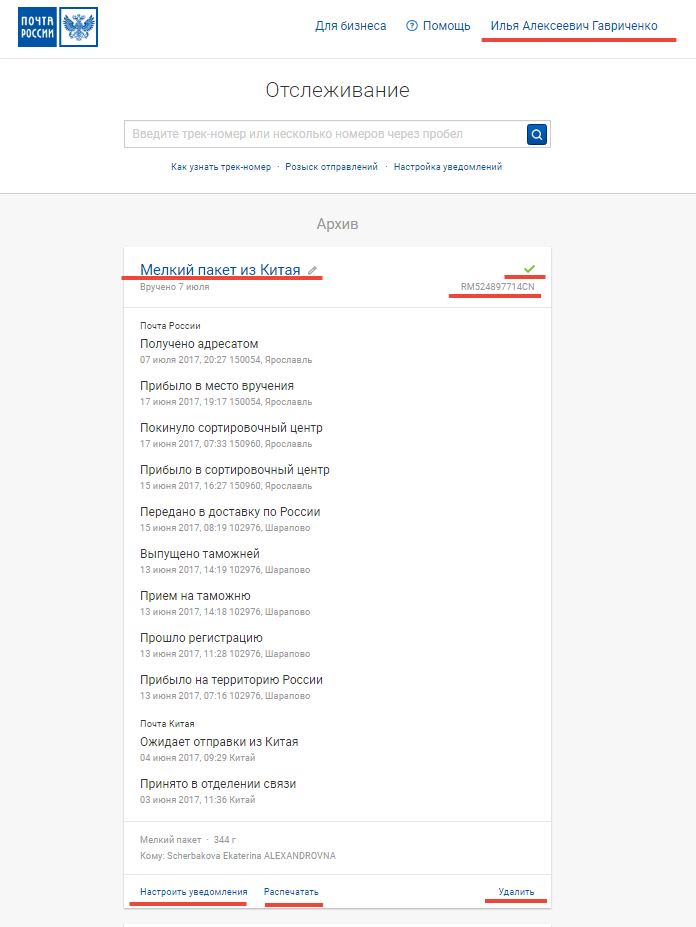 ПОЧТА
РОССИИ
Для бизнеса
Помощь
Илья Алексеевич Гавриченко
Отслеживание
Введите трек-номер или несколько номеров через пробел
Как узнать трек-номер · Розыск отправлений · Настройка уведомлений
Архив
Мелкий пакет из Китая
Вручено 7 июля
RM524897714CN
Почта России
Получено адресатом
07 июля 2017, 20:27 150054, Ярославль
Прибыло в место вручения
17 июня 2017, 19:17 150054, Ярославль
Покинуло сортировочный центр
17 июня 2017, 07:33 150960, Ярославль
Прибыло в сортировочный центр
15 июня 2017, 16:27 150960, Ярославль
Передано в доставку по России
15 июня 2017, 08:19 102976, Шарапово
Выпущено таможней
13 июня 2017, 14:19 102976, Шарапово
Прием на таможню
13 июня 2017, 14:18 102976, Шарапово
Прошло регистрацию
13 июня 2017, 11:28 102976, Шарапово
Прибыло на территорию России
13 июня 2017, 07:16 102976, Шарапово
Почта Китая
Ожидает отправки из Китая
04 июня 2017, 09:29 Китай
Принято в отделении связи
03 июня 2017, 11:36 Китай
Мелкий пакет · 344 г
Кому: Scherbakova Ekaterina ALEXANDROVNA
Настроить уведомления
Распечатать
Удалить